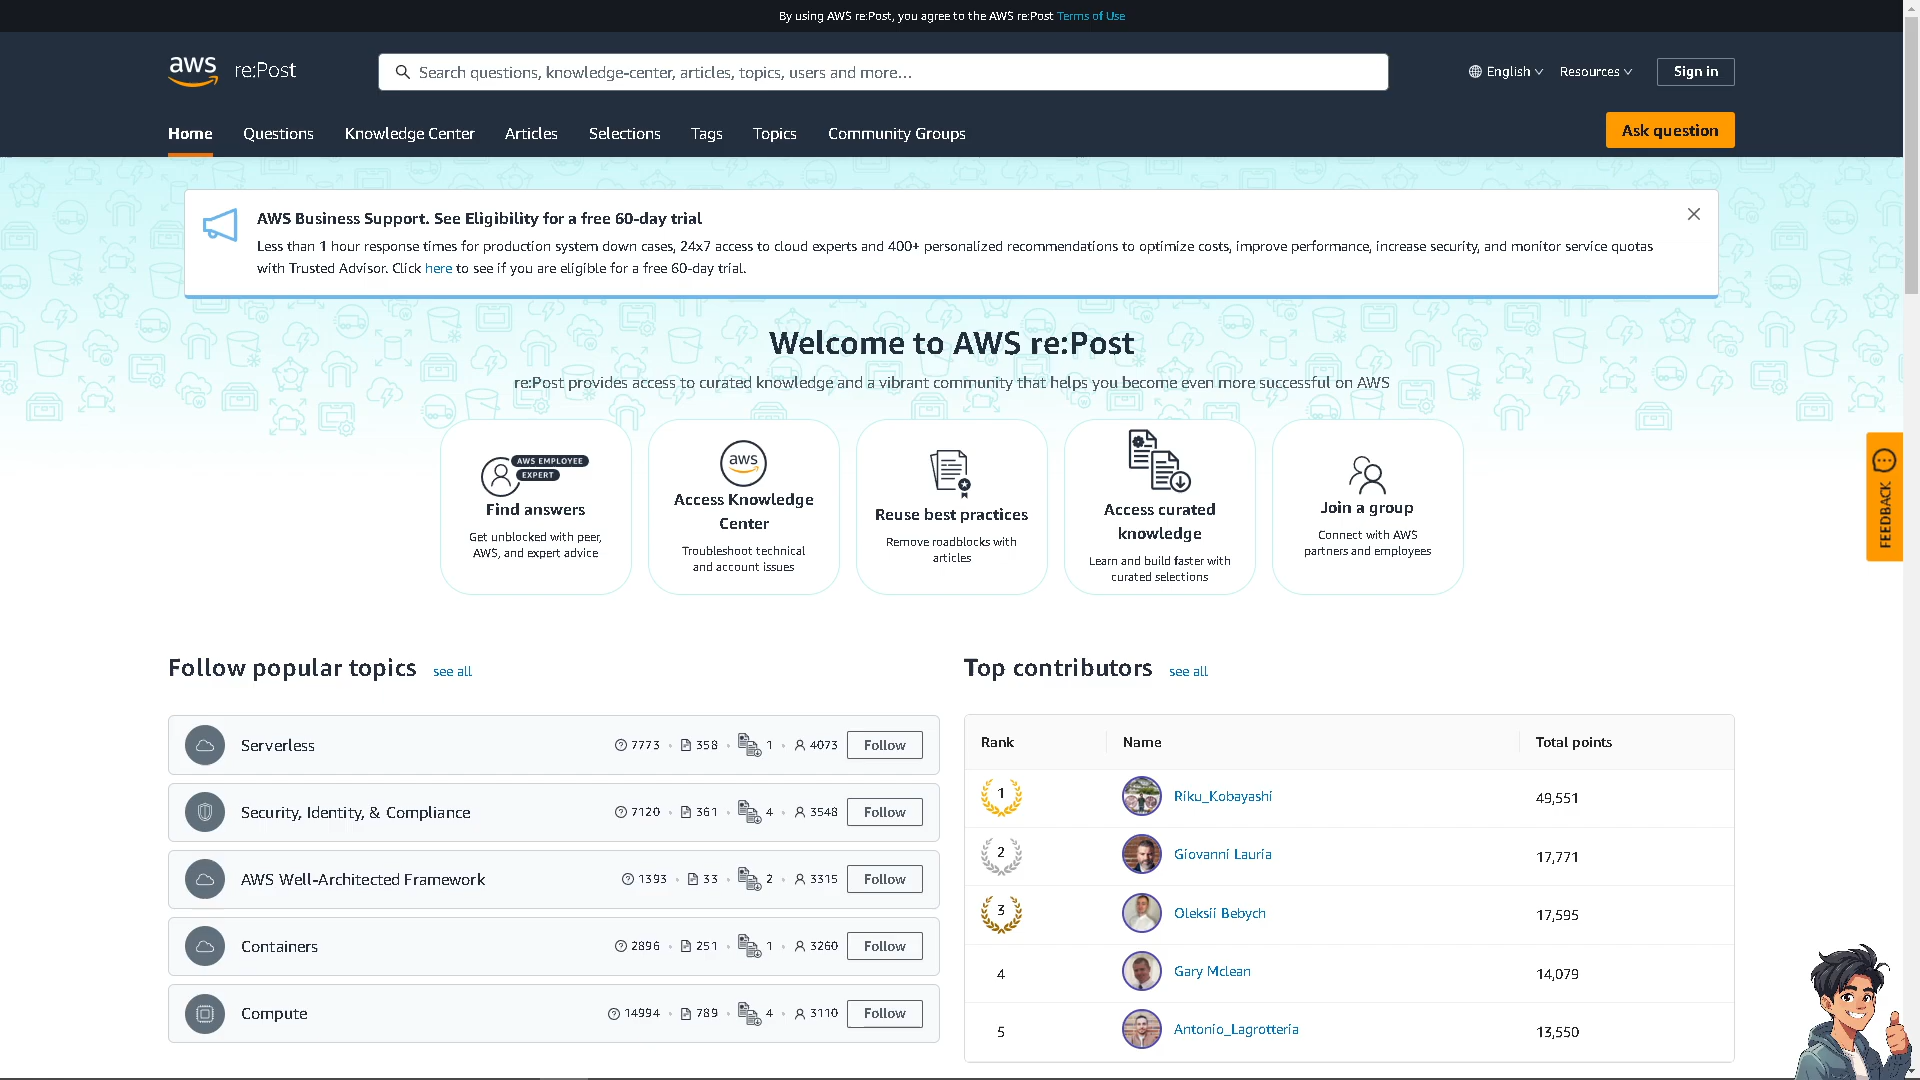 By using AWS re:Post, you agree to the AWS re:Post Terms of Use
aws re:Post
Search questions, knowledge-center, articles, topics, users and more...
English
Resources
Sign in
Home Questions Knowledge Center Articles Selections Tags Topics Community Groups
Ask question
AWS Business Support. See Eligibility for a free 60-day trial
Less than 1 hour response times for production system down cases, 24x7 access to cloud experts and 400+ personalized recommendations to optimize costs, improve performance, increase security, and monitor service quotas
with Trusted Advisor. Click here to see if you are eligible for a free 60-day trial.
Welcome to AWS re:Post
re:Post provides access to curated knowledge and a vibrant community that helps you become even more successful on AWS
AWS EMPLOYEE
EXPERT
Find answers
Get unblocked with peer,
AWS, and expert advice
aws
Access Knowledge
Center
Troubleshoot technical
and account issues
Reuse best practices
Remove roadblocks with
articles
Access curated
knowledge
Learn and build faster with
curated selections
Join a group
Connect with AWS
partners and employees
FEEDBACK
Follow popular topics see all
Serverless 7773 358 1 4073 Follow
Security, Identity, & Compliance 7120 361 4 3548 Follow
AWS Well-Architected Framework 1393 33 2 3315 Follow
Containers 2896 251 1 3260 Follow
Compute 14994 789 4 3110 Follow
Top contributors see all
Rank Name Total points
1 Riku_Kobayashi 49,551
2 Giovanni Lauria 17,771
3 Oleksii Bebych 17,595
4 Gary Mclean 14,079
5 Antonio_Lagrotteria 13,550